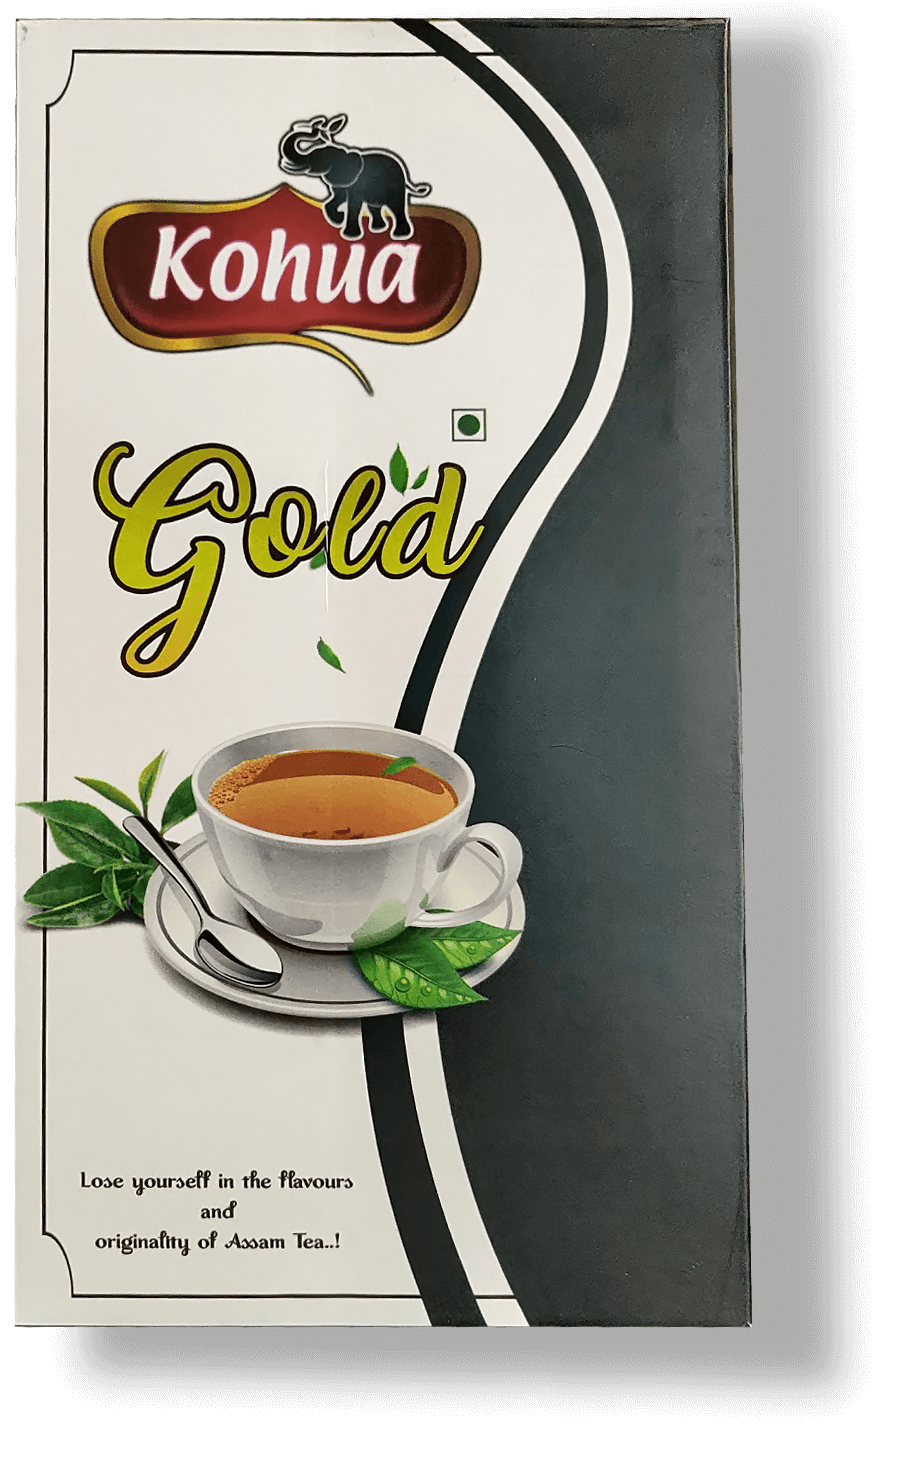 Kohua
Gold
Lose yourself in the flavours
and
originality of Assam Tea..!